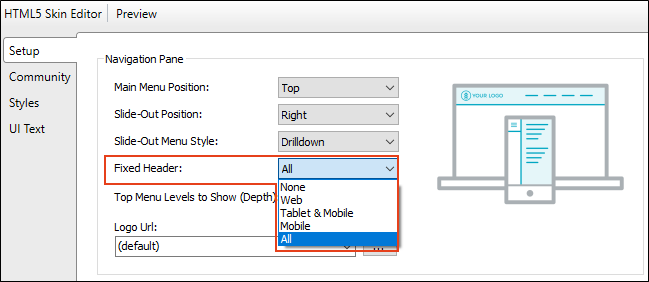 HTML5 Skin Editor Preview
Setup
Community
Styles
UI Text
Navigation Pane
Main Menu Position: Top
Slide-Out Position: Right
Slide-Out Menu Style: Drilldown
Fixed Header: All
None
Web
Tablet & Mobile
Mobile
All
Top Menu Levels to Show (Depth)
Logo Url:
(default)
YOUR LOGO